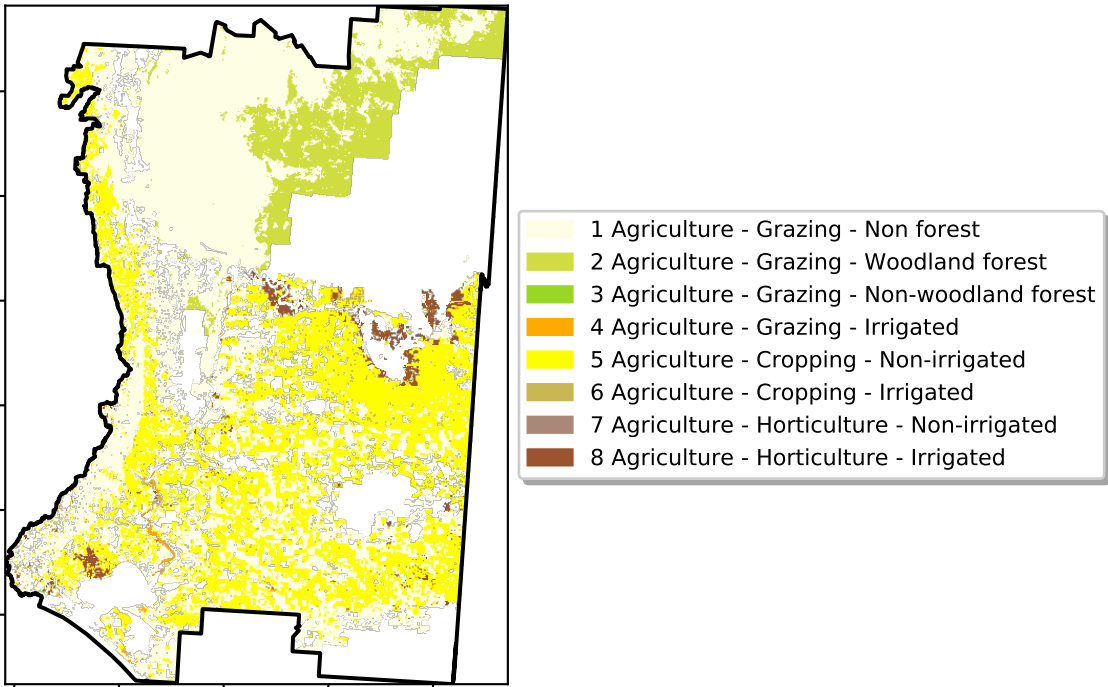 1 Agriculture - Grazing - Non forest
2 Agriculture - Grazing - Woodland forest
3 Agriculture - Grazing - Non-woodland forest
4 Agriculture - Grazing - Irrigated
5 Agriculture - Cropping - Non-irrigated
6 Agriculture - Cropping - Irrigated
7 Agriculture - Horticulture - Non-irrigated
8 Agriculture - Horticulture - Irrigated